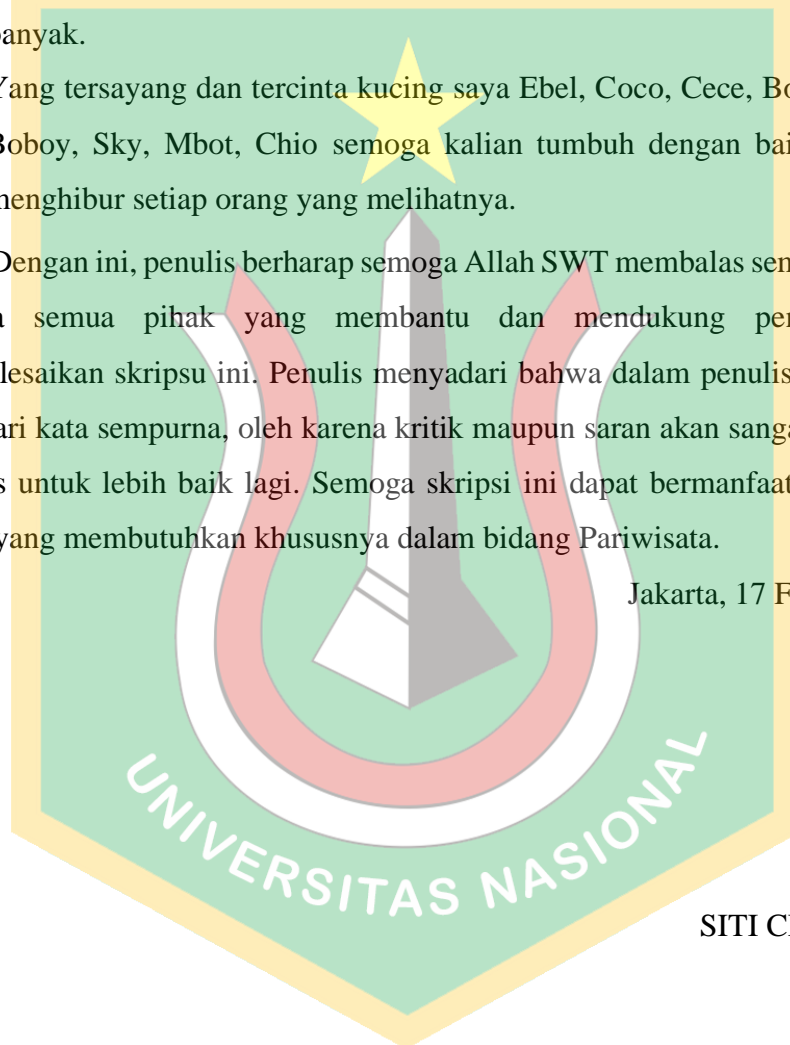 banyak.
Yang tersayang dan tercinta kucing saya Ebel, Coco, Cece, Bo
Boboy, Sky, Mbot, Chio semoga kalian tumbuh dengan bai
menghibur setiap orang yang melihatnya.
Dengan ini, penulis berharap semoga Allah SWT membalas sem
a semua pihak yang membantu dan mendukung pen
lesaikan skripsu ini. Penulis menyadari bahwa dalam penulis
ari kata sempurna, oleh karena kritik maupun saran akan sanga
s untuk lebih baik lagi. Semoga skripsi ini dapat bermanfaat
yang membutuhkan khususnya dalam bidang Pariwisata.
Jakarta, 17 F
UNIVERSITAS NASIONAL
SITI